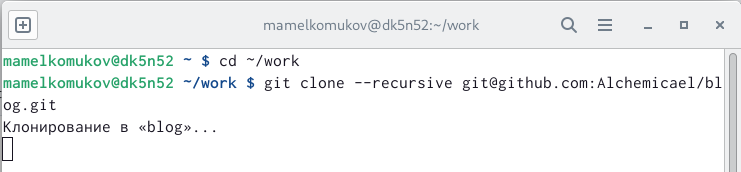 mamelkomukov@dk5n52:~/work
mamelkomukov@dk5n52 ~ $ cd ~/work
mamelkomukov@dk5n52 ~/work $ git clone --recursive git@github.com:Alchemicael/bl
og.git
Клонирование в «blog»...